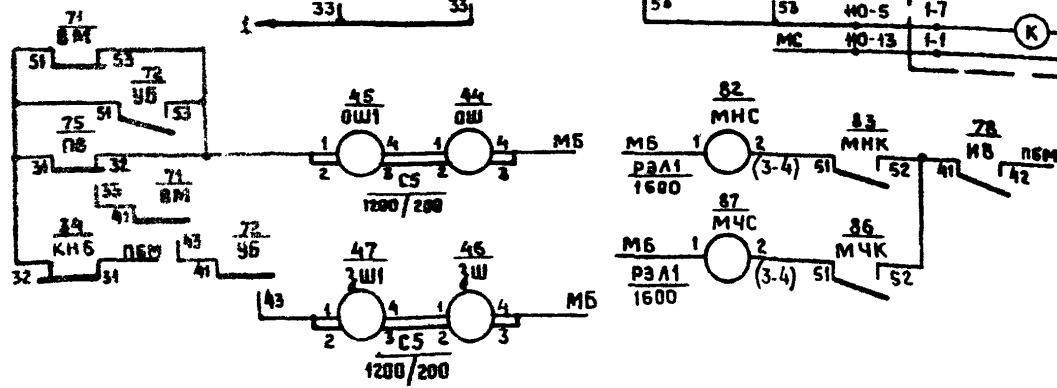 33 33
53 53 НО-5 1-7
К
МС НО-13 1-1
71
ВМ
51 53
72
УБ
51 53
75
ПВ
31 32
33 71
ВМ
41
84
КНБ ПБМ
32 31
43 72
УБ
41
45 44
ОШ1 ОШ
1 4 1 4 МБ
2 3 2 3
С5
1200/200
47 46
ЗШ1 ЗШ
43 1 4 1 4 МБ
2 3 2 3
С5
1200/200
82
МНС
МБ 1 2
РЭЛ1 (3-4)
1600
83
МНК
51 52
78
ИВ ПБМ
41 42
87
МЧС
МБ 1 2
РЭЛ1 (3-4)
1600
86
МЧК
51 52